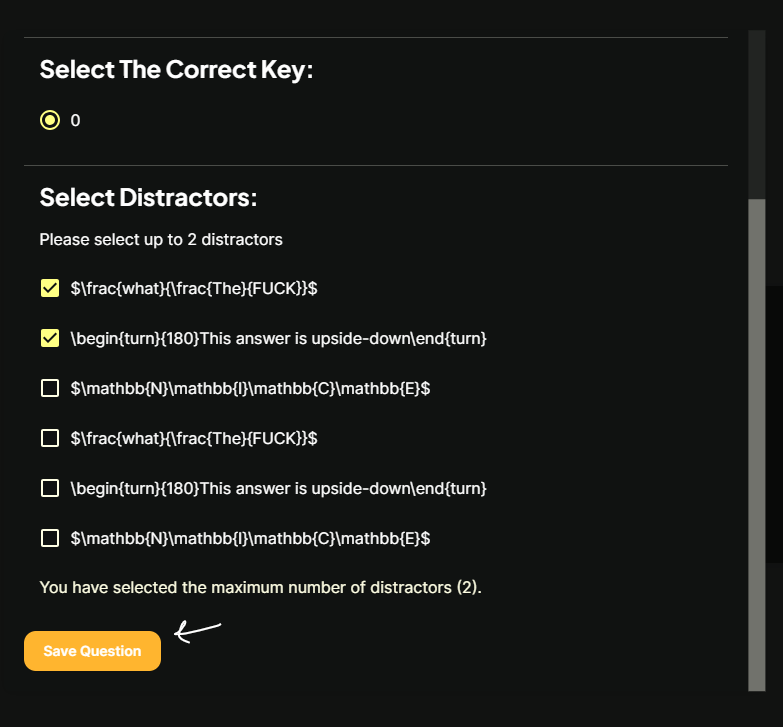 Select The Correct Key:
0
Select Distractors:
Please select up to 2 distractors
$\frac{what}{\frac{The}{FUCK}}$
\begin{turn}{180}This answer is upside-down\end{turn}
$\mathbb{N}\mathbb{I}\mathbb{C}\mathbb{E}$
$\frac{what}{\frac{The}{FUCK}}$
\begin{turn}{180}This answer is upside-down\end{turn}
$\mathbb{N}\mathbb{I}\mathbb{C}\mathbb{E}$
You have selected the maximum number of distractors (2).
Save Question